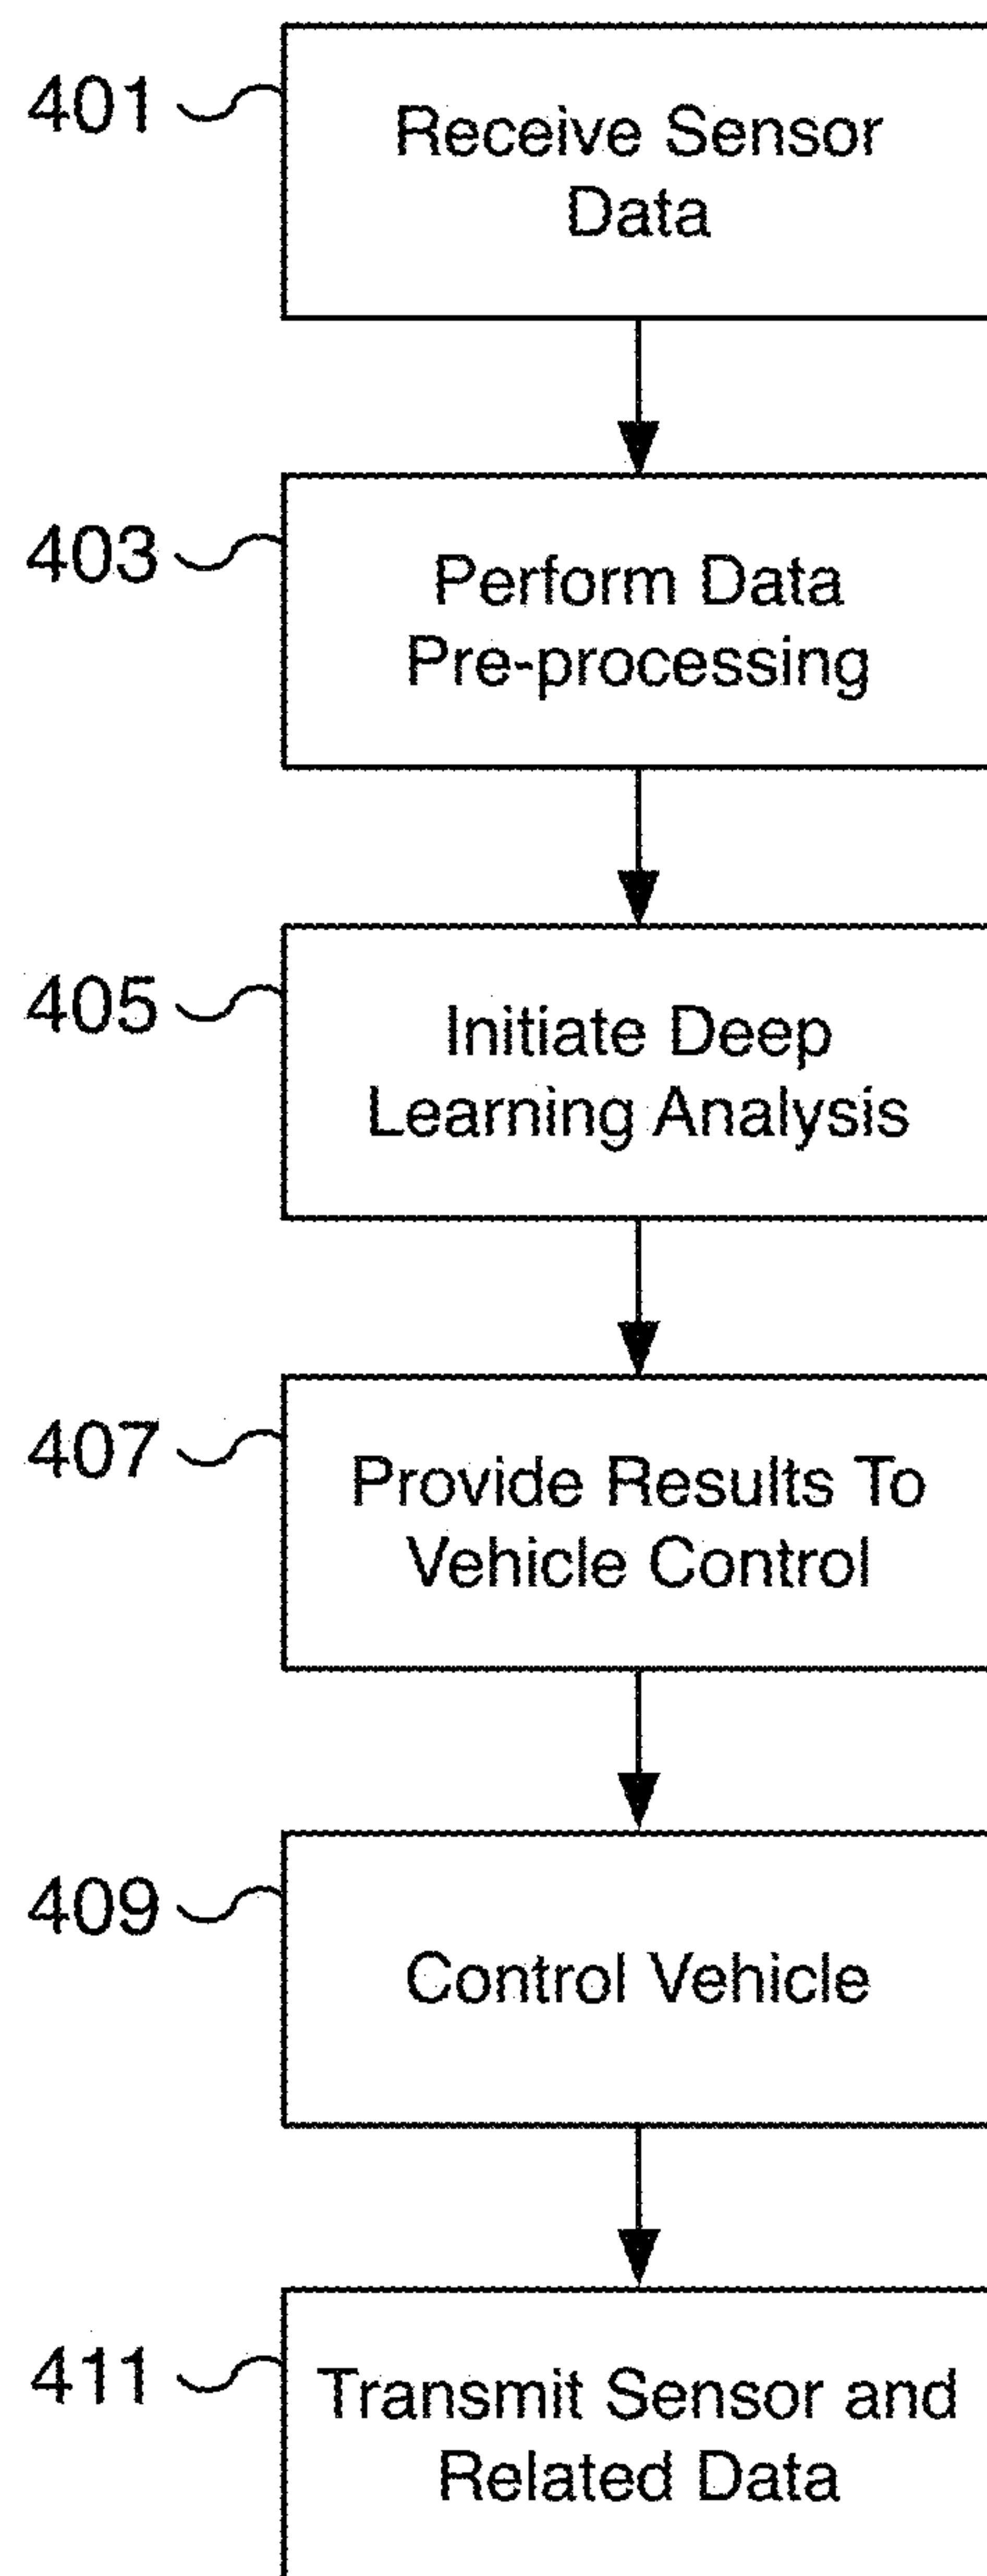 401
Receive Sensor
Data
403
Perform Data
Pre-processing
405
Initiate Deep
Learning Analysis
407
Provide Results To
Vehicle Control
409
Control Vehicle
411
Transmit Sensor and
Related Data